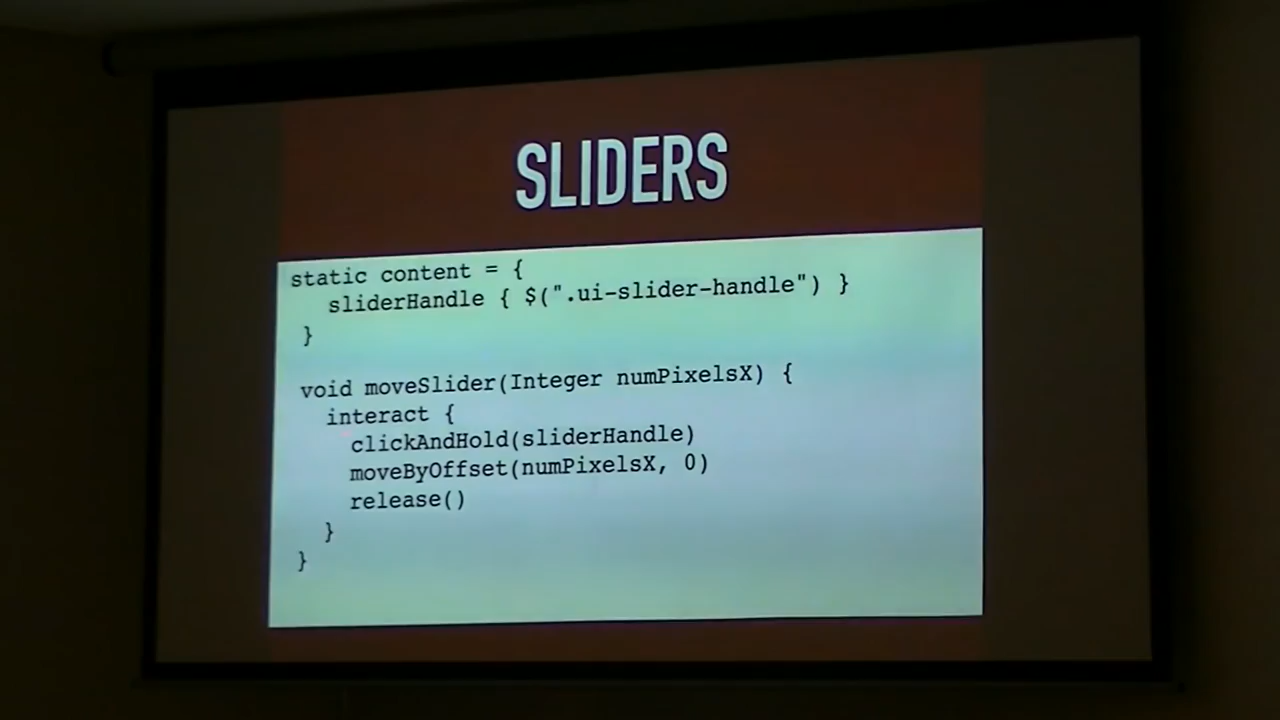 SLIDERS
static content = {
sliderHandle { $(".ui-slider-handle") }
}
void moveSlider(Integer numPixelsX) {
interact {
clickAndHold(sliderHandle)
moveByOffset(numPixelsX, 0)
release()
}
}